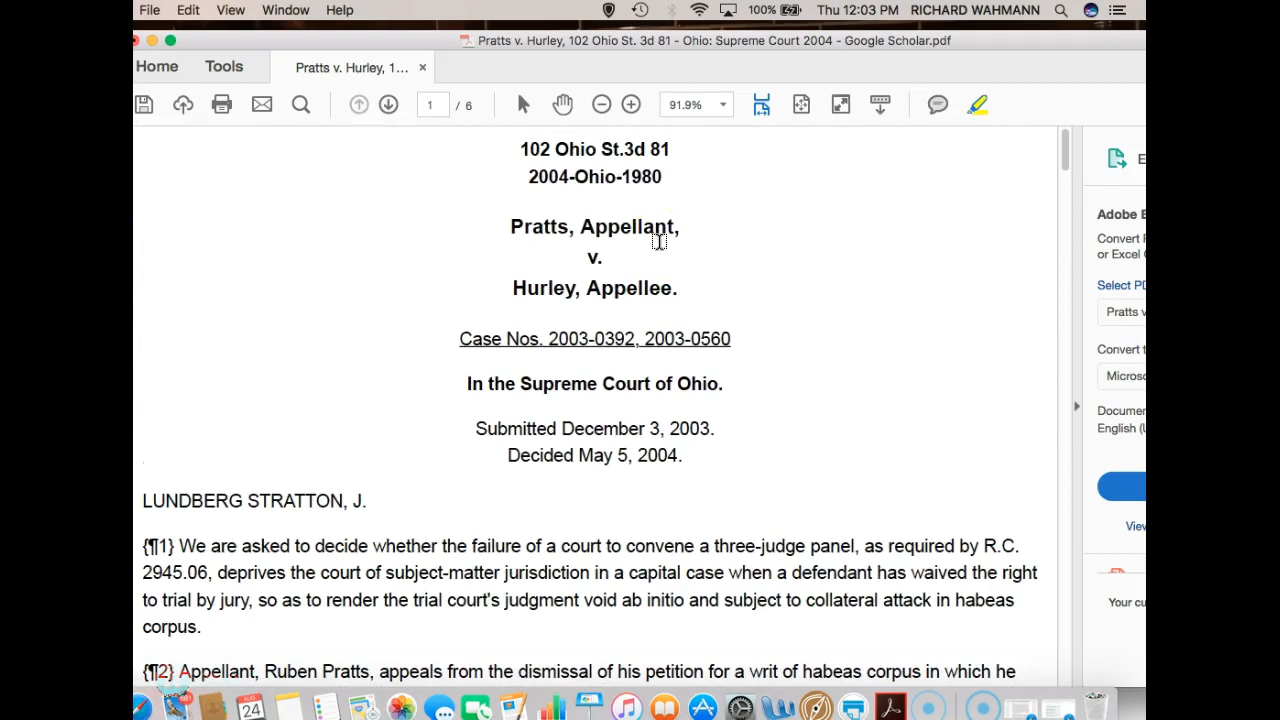 File Edit View Window Help 100% Thu 12:03 PM RICHARD WAHMANN
Pratts v. Hurley, 102 Ohio St. 3d 81 - Ohio: Supreme Court 2004 - Google Scholar.pdf
Home Tools Pratts v. Hurley, 1... ×
1 / 6 91.9%
102 Ohio St.3d 81
2004-Ohio-1980
Pratts, Appellant,
v.
Hurley, Appellee.
Case Nos. 2003-0392, 2003-0560
In the Supreme Court of Ohio.
Submitted December 3, 2003.
Decided May 5, 2004.
LUNDBERG STRATTON, J.
{¶1} We are asked to decide whether the failure of a court to convene a three-judge panel, as required by R.C.
2945.06, deprives the court of subject-matter jurisdiction in a capital case when a defendant has waived the right
to trial by jury, so as to render the trial court's judgment void ab initio and subject to collateral attack in habeas
corpus.
{¶2} Appellant, Ruben Pratts, appeals from the dismissal of his petition for a writ of habeas corpus in which he
E
Adobe E
Convert P
or Excel
Select PD
Pratts v
Convert t
Micros
Docume
English (U
View
Your cu
24